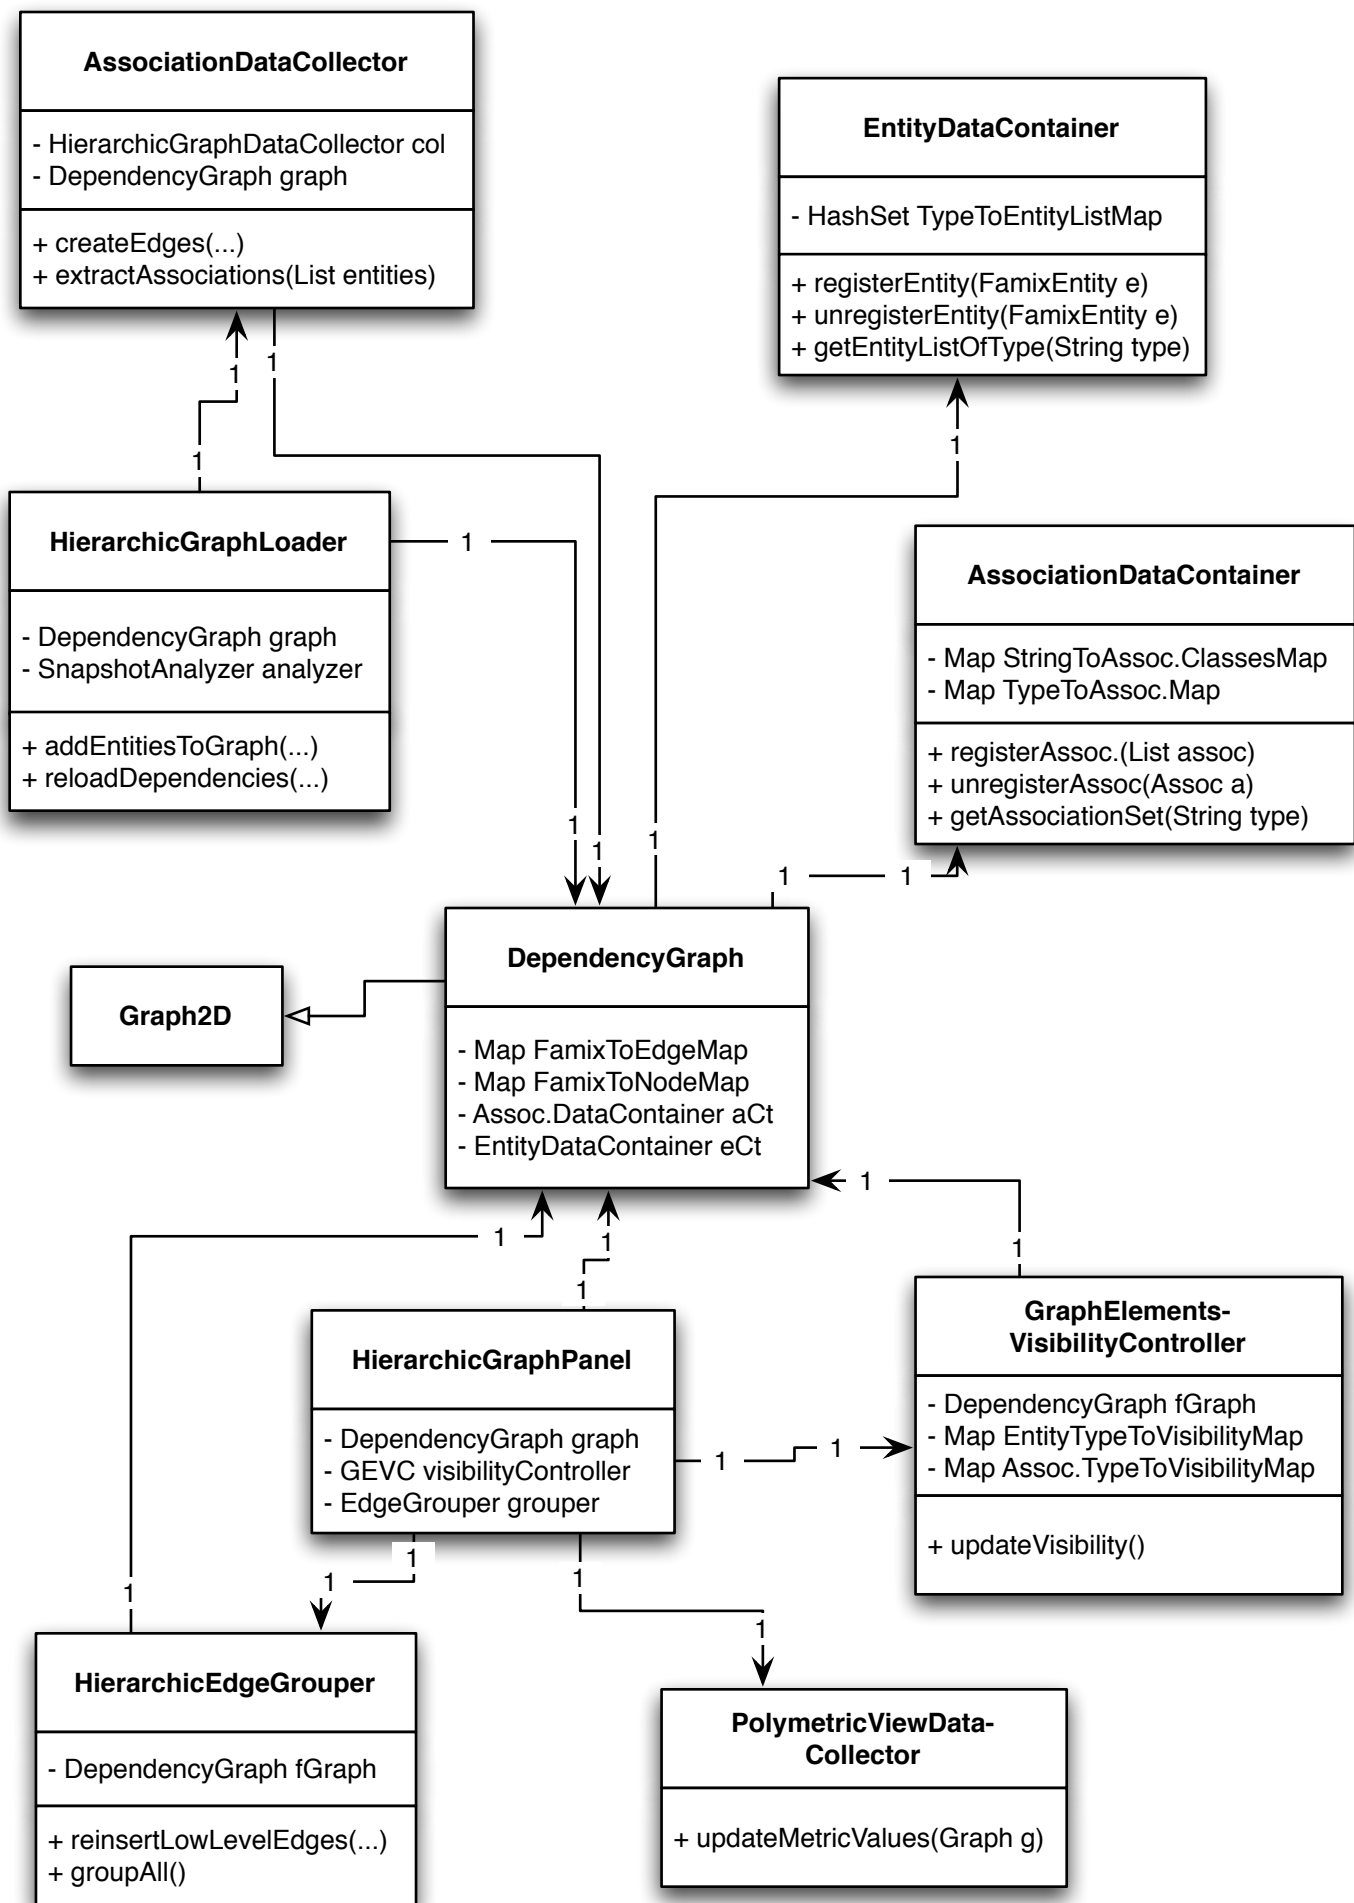 AssociationDataCollector
- HierarchicGraphDataCollector col
- DependencyGraph graph
+ createEdges(...)
+ extractAssociations(List entities)
EntityDataContainer
- HashSet TypeToEntityListMap
+ registerEntity(FamixEntity e)
+ unregisterEntity(FamixEntity e)
+ getEntityListOfType(String type)
1
1
1
1
1
HierarchicGraphLoader
- DependencyGraph graph
- SnapshotAnalyzer analyzer
+ addEntitiesToGraph(...)
+ reloadDependencies(...)
1
AssociationDataContainer
- Map StringToAssoc.ClassesMap
- Map TypeToAssoc.Map
+ registerAssoc.(List assoc)
+ unregisterAssoc(Assoc a)
+ getAssociationSet(String type)
1
1
1
1 1
DependencyGraph
- Map FamixToEdgeMap
- Map FamixToNodeMap
- Assoc.DataContainer aCt
- EntityDataContainer eCt
Graph2D
1
1
1
1
1
HierarchicGraphPanel
- DependencyGraph graph
- GEVC visibilityController
- EdgeGrouper grouper
1 1
GraphElements-
VisibilityController
- DependencyGraph fGraph
- Map EntityTypeToVisibilityMap
- Map Assoc.TypeToVisibilityMap
+ updateVisibility()
1
1
1
1
1
HierarchicEdgeGrouper
- DependencyGraph fGraph
+ reinsertLowLevelEdges(...)
+ groupAll()
PolymetricViewData-
Collector
+ updateMetricValues(Graph g)